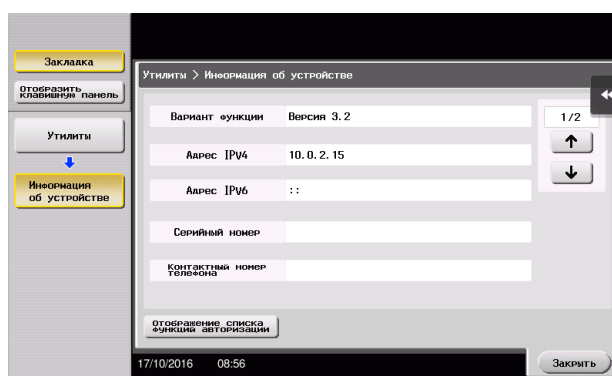 Закладка
Отобразить
клавишную панель
Утилиты
Информация
об устройстве
Утилиты > Информация об устройстве
Вариант функции Версия 3.2
1/2
Адрес IPv4 10.0.2.15
Адрес IPv6 ::
Серийный номер
Контактный номер
телефона
Отображение списка
функций авторизации
17/10/2016 08:56
Закрыть